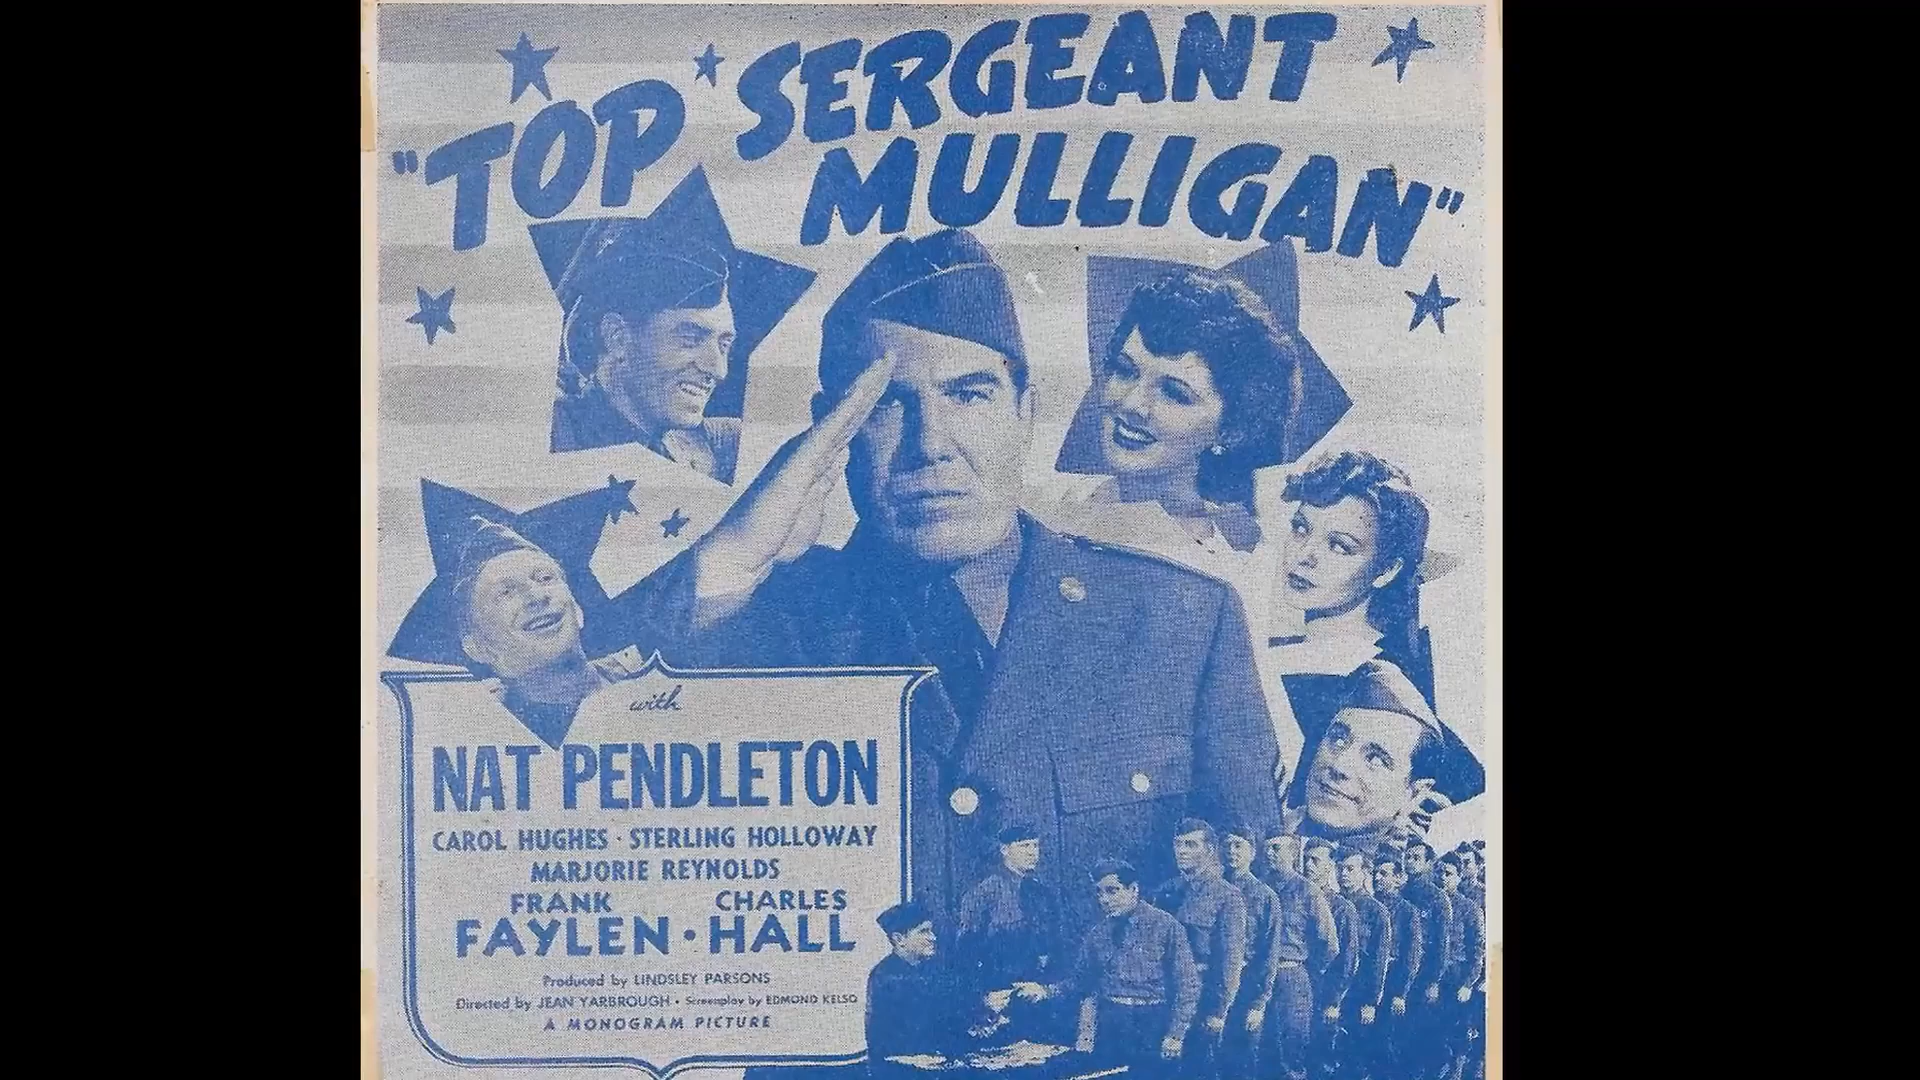 "TOP SERGEANT
MULLIGAN"
with
NAT PENDLETON
CAROL HUGHES · STERLING HOLLOWAY
MARJORIE REYNOLDS
FRANK CHARLES
FAYLEN · HALL
Produced by LINDSLEY PARSONS
Directed by JEAN YARBROUGH · Screenplay by EDMOND KELSO
A MONOGRAM PICTURE